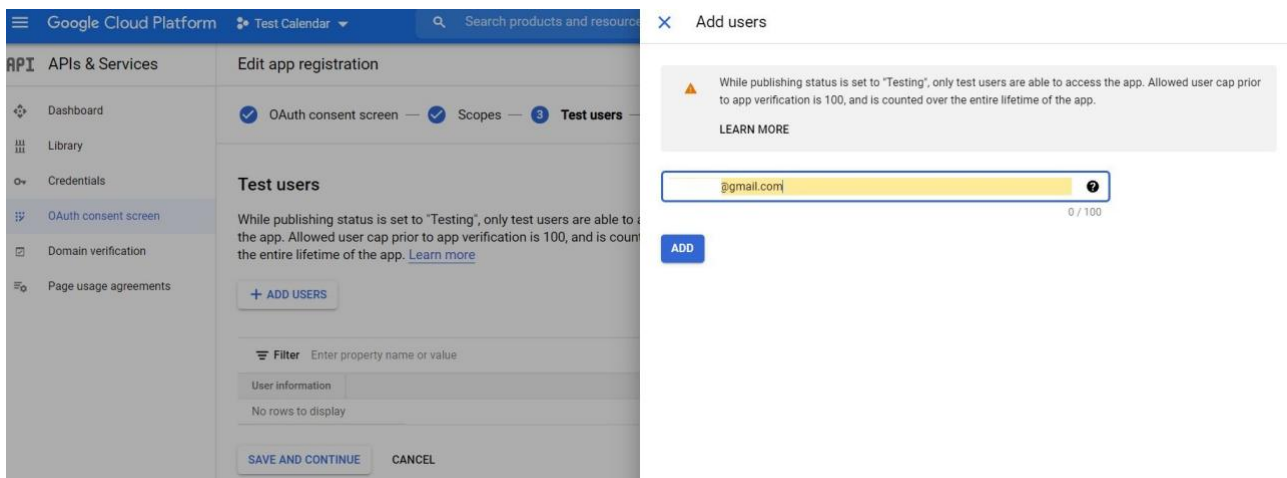 Google Cloud Platform
Test Calendar
Search products and resource
API APIs & Services
Dashboard
Library
Credentials
OAuth consent screen
Domain verification
Page usage agreements
Edit app registration
OAuth consent screen — Scopes — 3 Test users —
Test users
While publishing status is set to "Testing", only test users are able to a
the app. Allowed user cap prior to app verification is 100, and is coun
the entire lifetime of the app. Learn more
+ ADD USERS
Filter Enter property name or value
User information
No rows to display
SAVE AND CONTINUE CANCEL
Add users
While publishing status is set to "Testing", only test users are able to access the app. Allowed user cap prior
to app verification is 100, and is counted over the entire lifetime of the app.
LEARN MORE
@gmail.com
0 / 100
ADD